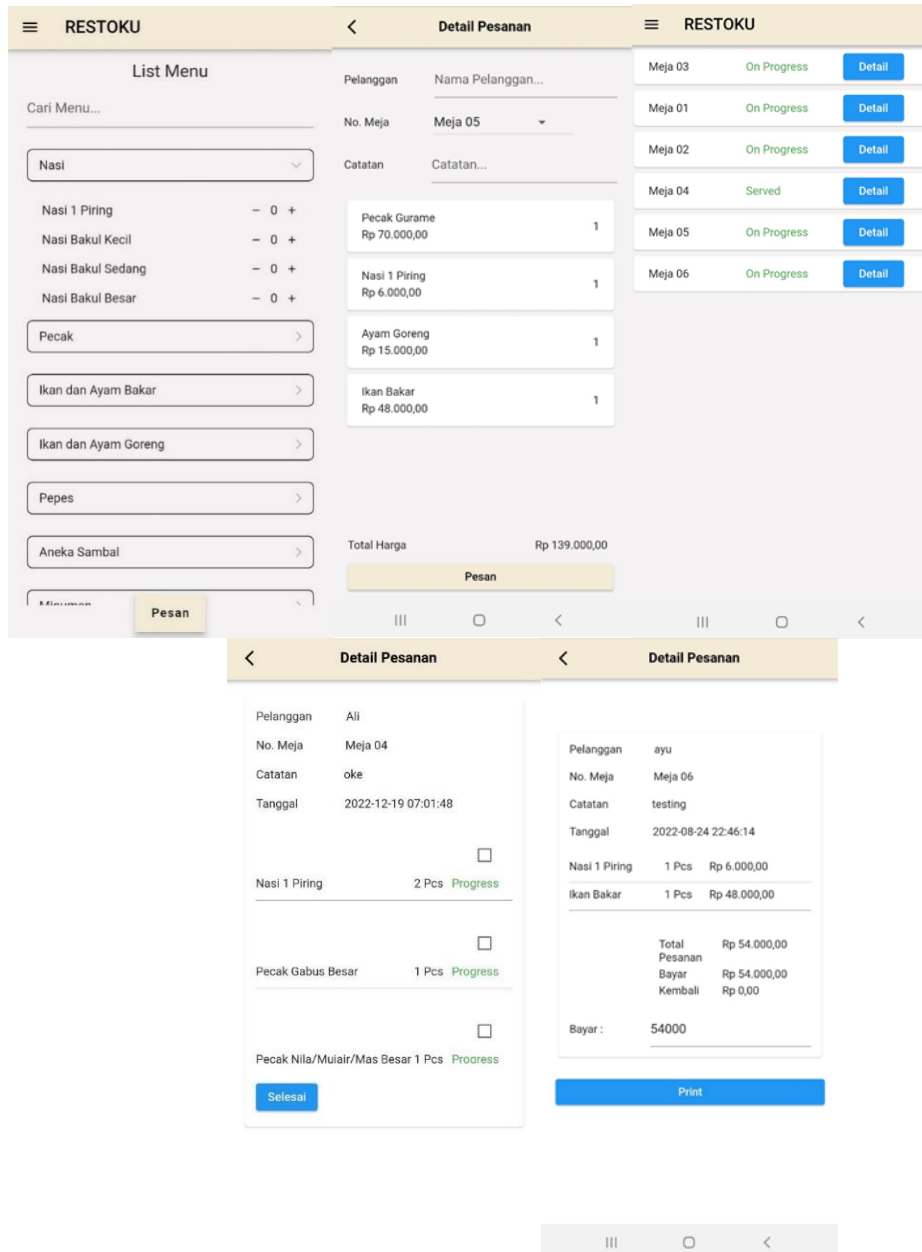 RESTOKU
List Menu
Cari Menu...
Nasi
Nasi 1 Piring - 0 +
Nasi Bakul Kecil - 0 +
Nasi Bakul Sedang - 0 +
Nasi Bakul Besar - 0 +
Pecak
Ikan dan Ayam Bakar
Ikan dan Ayam Goreng
Pepes
Aneka Sambal
Minuman
Pesan
Detail Pesanan
Pelanggan Nama Pelanggan...
No. Meja Meja 05
Catatan Catatan...
Pecak Gurame
Rp 70.000,00 1
Nasi 1 Piring
Rp 6.000,00 1
Ayam Goreng
Rp 15.000,00 1
Ikan Bakar
Rp 48.000,00 1
Total Harga Rp 139.000,00
Pesan
RESTOKU
Meja 03 On Progress Detail
Meja 01 On Progress Detail
Meja 02 On Progress Detail
Meja 04 Served Detail
Meja 05 On Progress Detail
Meja 06 On Progress Detail
Detail Pesanan
Pelanggan Ali
No. Meja Meja 04
Catatan oke
Tanggal 2022-12-19 07:01:48
Nasi 1 Piring 2 Pcs Progress
Pecak Gabus Besar 1 Pcs Progress
Pecak Nila/Mujair/Mas Besar 1 Pcs Progress
Selesai
Detail Pesanan
Pelanggan ayu
No. Meja Meja 06
Catatan testing
Tanggal 2022-08-24 22:46:14
Nasi 1 Piring 1 Pcs Rp 6.000,00
Ikan Bakar 1 Pcs Rp 48.000,00
Total Pesanan Rp 54.000,00
Bayar Rp 54.000,00
Kembali Rp 0,00
Bayar : 54000
Print